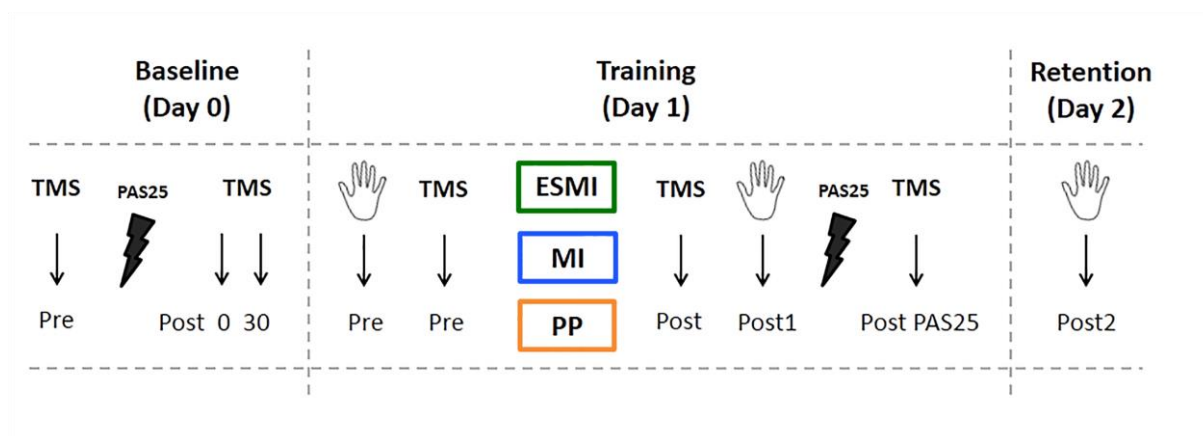 Baseline
(Day 0)
Training
(Day 1)
Retention
(Day 2)
TMS PAS25 TMS TMS ESMI TMS PAS25 TMS
MI
Pre Post 0 30 Pre Pre PP Post Post1 Post PAS25 Post2